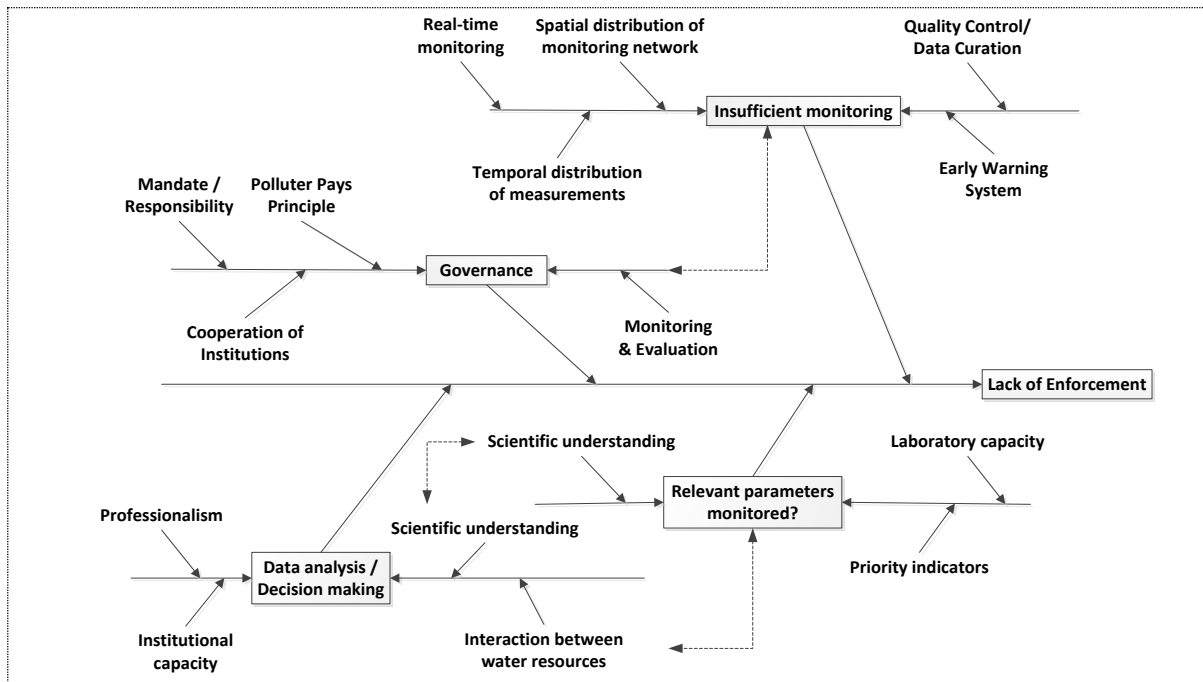 Real-time
monitoring
Spatial distribution of
monitoring network
Quality Control/
Data Curation
Insufficient monitoring
Temporal distribution
of measurements
Early Warning
System
Mandate /
Responsibility
Polluter Pays
Principle
Governance
Cooperation of
Institutions
Monitoring
& Evaluation
Lack of Enforcement
Scientific understanding
Laboratory capacity
Relevant parameters
monitored?
Professionalism
Scientific understanding
Priority indicators
Data analysis /
Decision making
Institutional
capacity
Interaction between
water resources